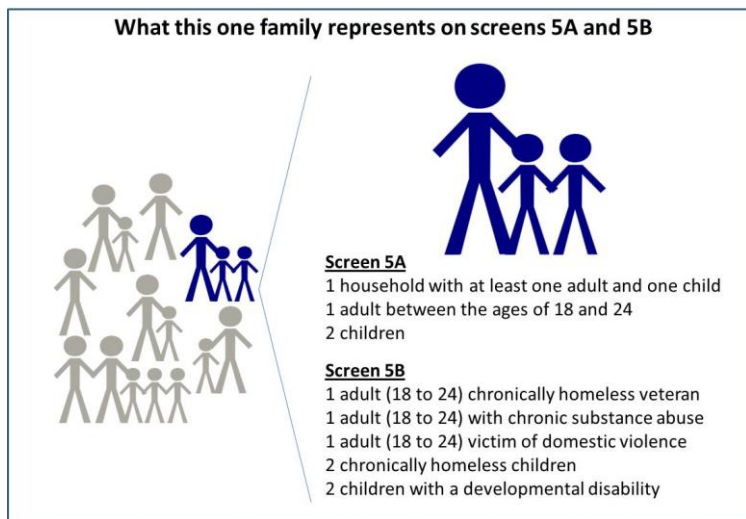 What this one family represents on screens 5A and 5B
Screen 5A
1 household with at least one adult and one child
1 adult between the ages of 18 and 24
2 children
Screen 5B
1 adult (18 to 24) chronically homeless veteran
1 adult (18 to 24) with chronic substance abuse
1 adult (18 to 24) victim of domestic violence
2 chronically homeless children
2 children with a developmental disability